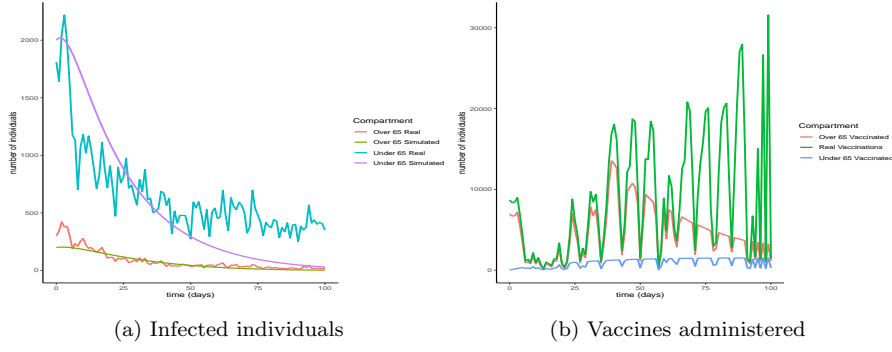 2000
1500
1000
500
0
number of individuals
0
25
50
75
100
time (days)
Compartment
Over 65 Real
Over 65 Simulated
Under 65 Real
Under 65 Simulated
(a) Infected individuals
30000
20000
10000
0
number of individuals
0
25
50
75
100
time (days)
Compartment
Over 65 Vaccinated
Real Vaccinations
Under 65 Vaccinated
(b) Vaccines administered